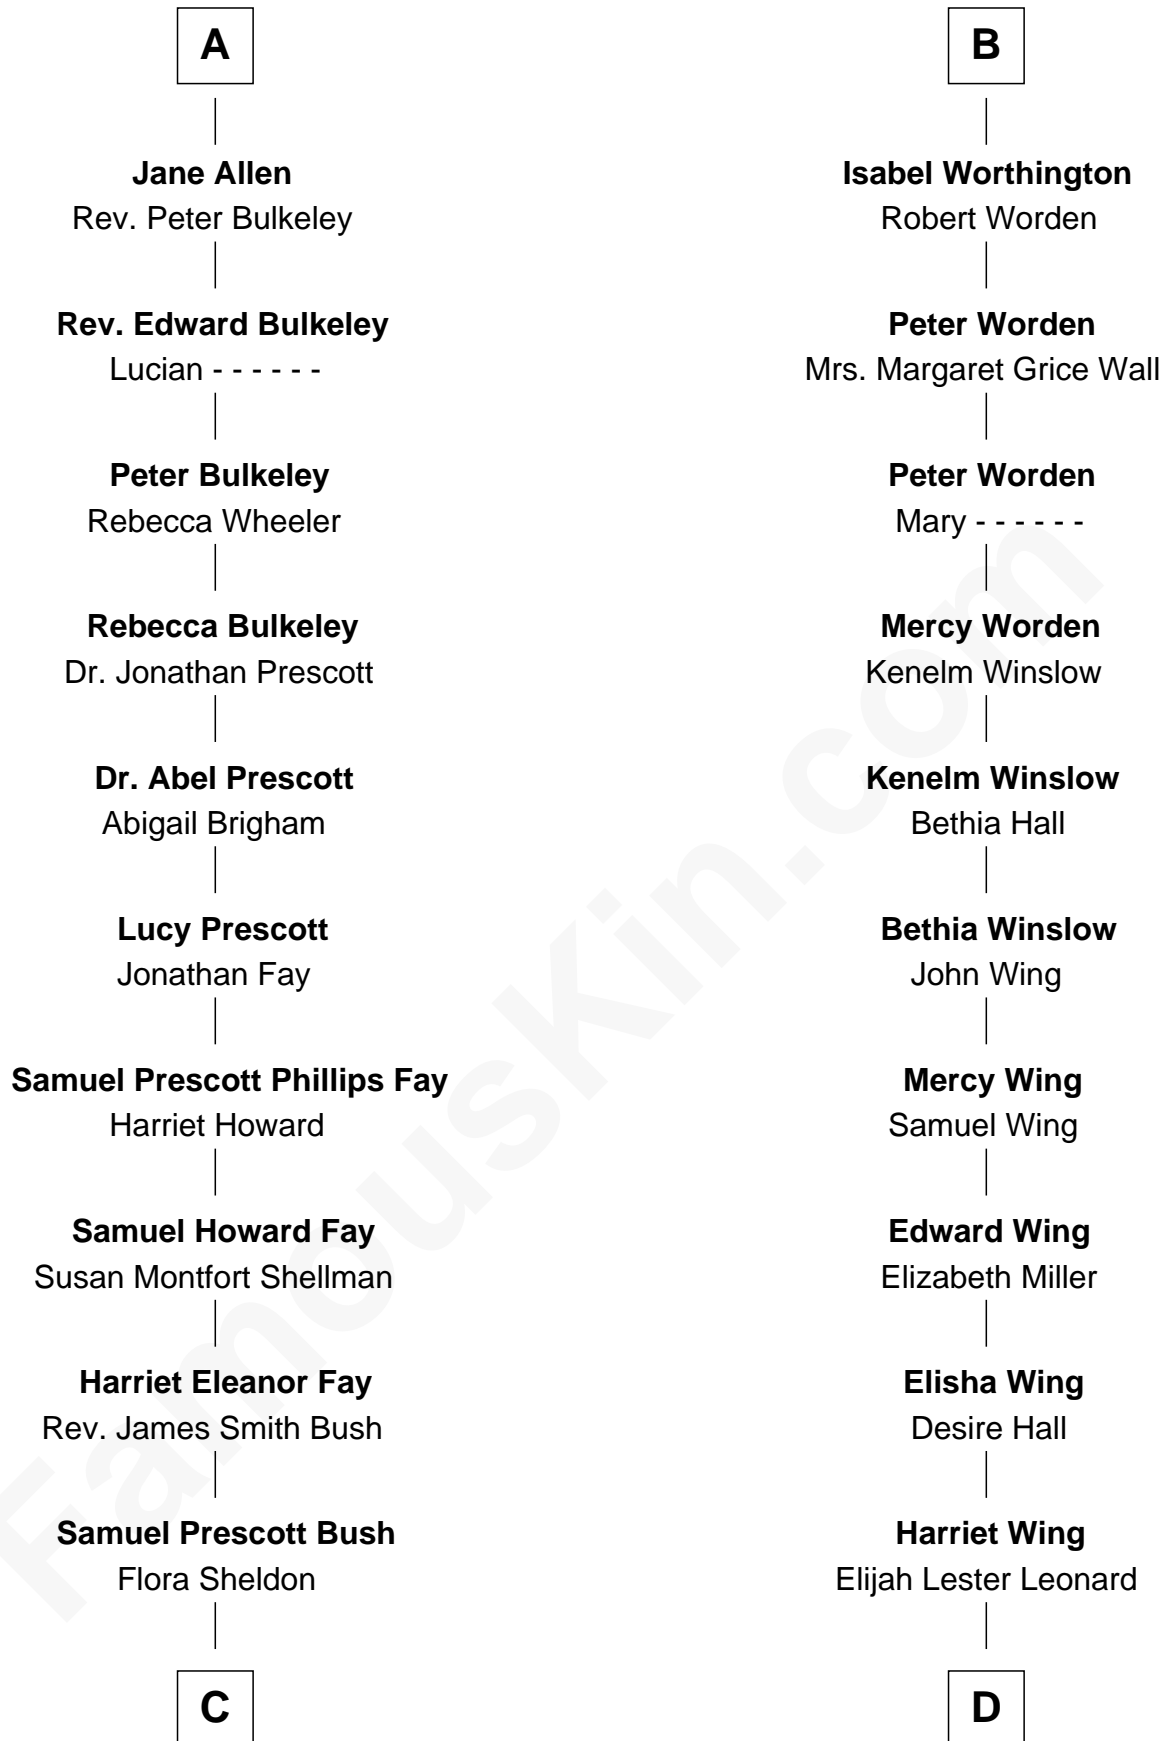 A
Jane Allen
Rev. Peter Bulkeley
Rev. Edward Bulkeley
Lucian - - - - - -
Peter Bulkeley
Rebecca Wheeler
Rebecca Bulkeley
Dr. Jonathan Prescott
Dr. Abel Prescott
Abigail Brigham
Lucy Prescott
Jonathan Fay
Samuel Prescott Phillips Fay
Harriet Howard
Samuel Howard Fay
Susan Montfort Shellman
Harriet Eleanor Fay
Rev. James Smith Bush
Samuel Prescott Bush
Flora Sheldon
C
B
Isabel Worthington
Robert Worden
Peter Worden
Mrs. Margaret Grice Wall
Peter Worden
Mary - - - - - -
Mercy Worden
Kenelm Winslow
Kenelm Winslow
Bethia Hall
Bethia Winslow
John Wing
Mercy Wing
Samuel Wing
Edward Wing
Elizabeth Miller
Elisha Wing
Desire Hall
Harriet Wing
Elijah Lester Leonard
D
FamousKin.com